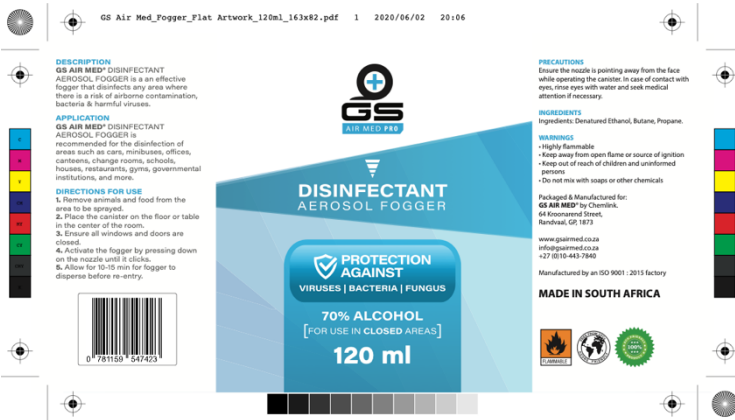 GS Air Med_Fogger_Flat Artwork_120ml_163x82.pdf 1 2020/06/02 20:06
DESCRIPTION
GS AIR MED® DISINFECTANT
AEROSOL FOGGER is a an effective
fogger that disinfects any area where
there is a risk of airborne contamination,
bacteria & harmful viruses.
APPLICATION
GS AIR MED® DISINFECTANT
AEROSOL FOGGER is
recommended for the disinfection of
areas such as cars, minibuses, offices,
canteens, change rooms, schools,
houses, restaurants, gyms, governmental
institutions, and more.
DIRECTIONS FOR USE
1. Remove animals and food from the
area to be sprayed.
2. Place the canister on the floor or table
in the center of the room.
3. Ensure all windows and doors are
closed.
4. Activate the fogger by pressing down
on the nozzle until it clicks.
5. Allow for 10-15 min for fogger to
disperse before re-entry.
0 781159 547423
GS
AIR MED PRO
DISINFECTANT
AEROSOL FOGGER
PROTECTION
AGAINST
VIRUSES | BACTERIA | FUNGUS
70% ALCOHOL
[FOR USE IN CLOSED AREAS]
120 ml
PRECAUTIONS
Ensure the nozzle is pointing away from the face
while operating the canister. In case of contact with
eyes, rinse eyes with water and seek medical
attention if necessary.
INGREDIENTS
Ingredients: Denatured Ethanol, Butane, Propane.
WARNINGS
• Highly flammable
• Keep away from open flame or source of ignition
• Keep out of reach of children and uninformed
persons
• Do not mix with soaps or other chemicals
Packaged & Manufactured for:
GS AIR MED® by Chemlink.
64 Kroonarend Street,
Randvaal, GP, 1873
www.gsairmed.co.za
info@gsairmed.co.za
+27 (0)10-443-7840
Manufactured by an ISO 9001 : 2015 factory
MADE IN SOUTH AFRICA
FLAMMABLE
100%